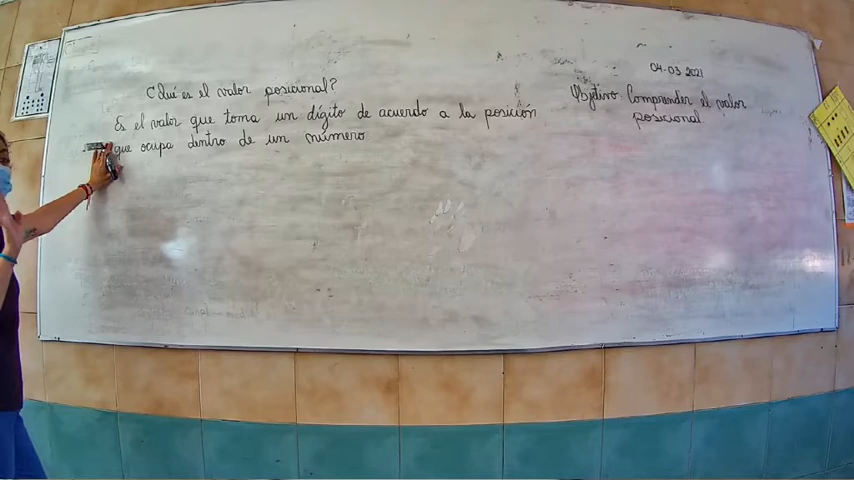 ¿Qué es el valor posicional?
Es el valor que toma un dígito de acuerdo a la posición
que ocupa dentro de un número
04-03-2021
Objetivo Comprender el valor
posicional